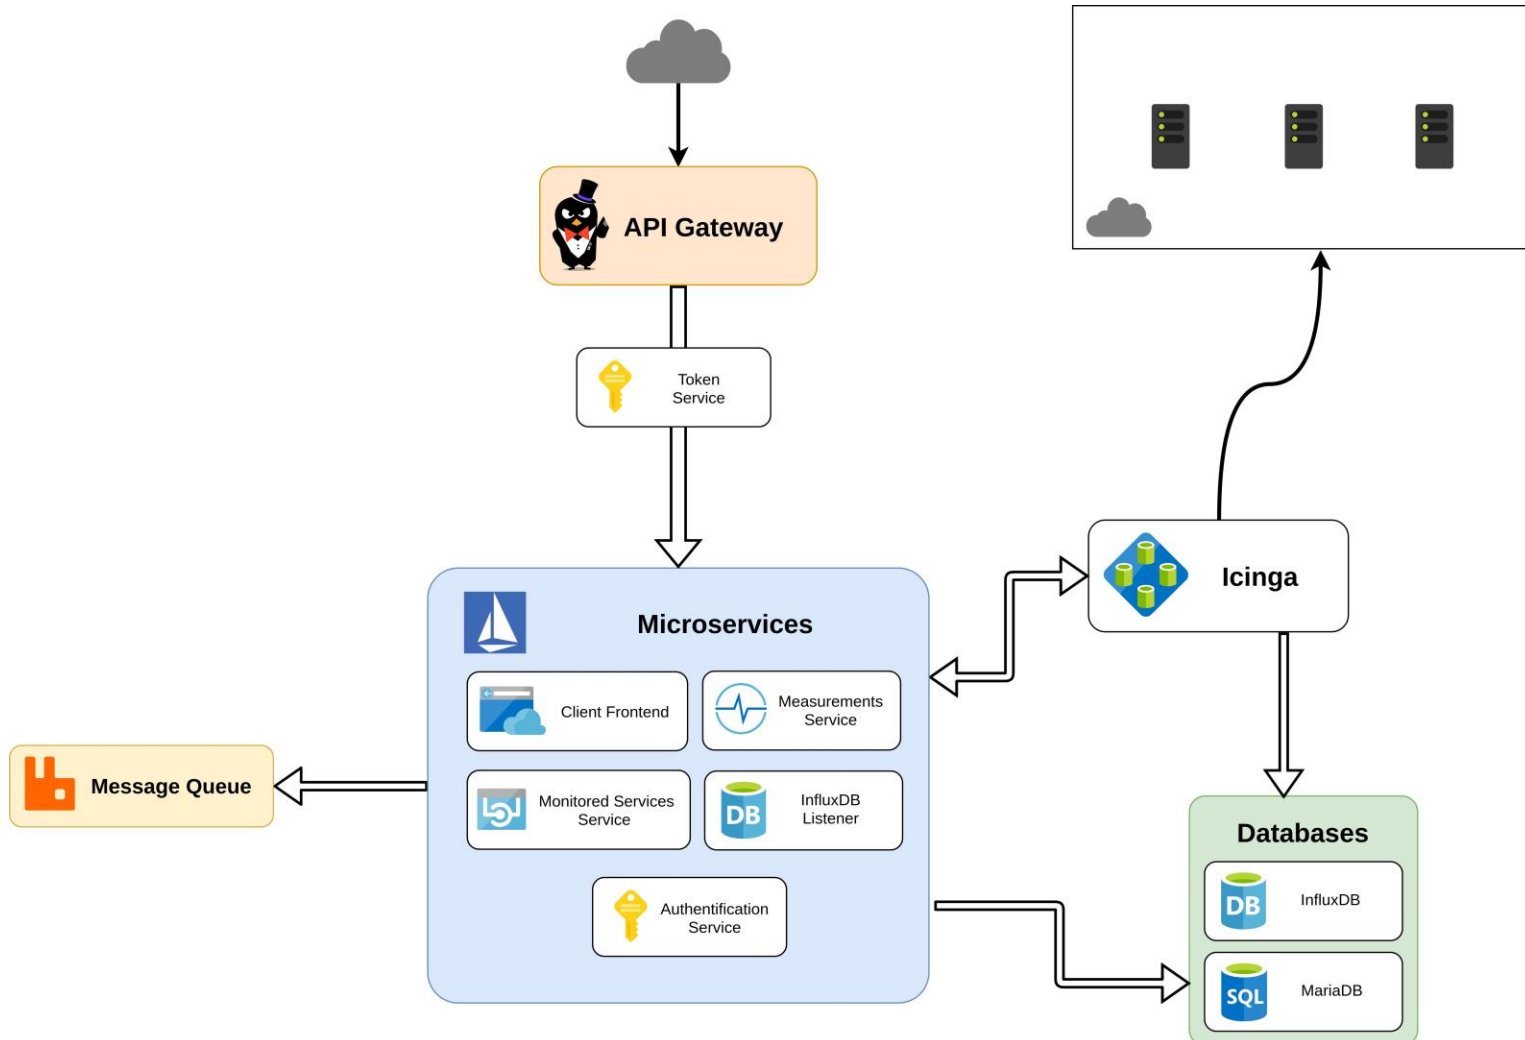 API Gateway
Token
Service
Icinga
Microservices
Client Frontend
Measurements
Service
Message Queue
Monitored Services
Service
DB
InfluxDB
Listener
Databases
DB
InfluxDB
Authentification
Service
SQL
MariaDB